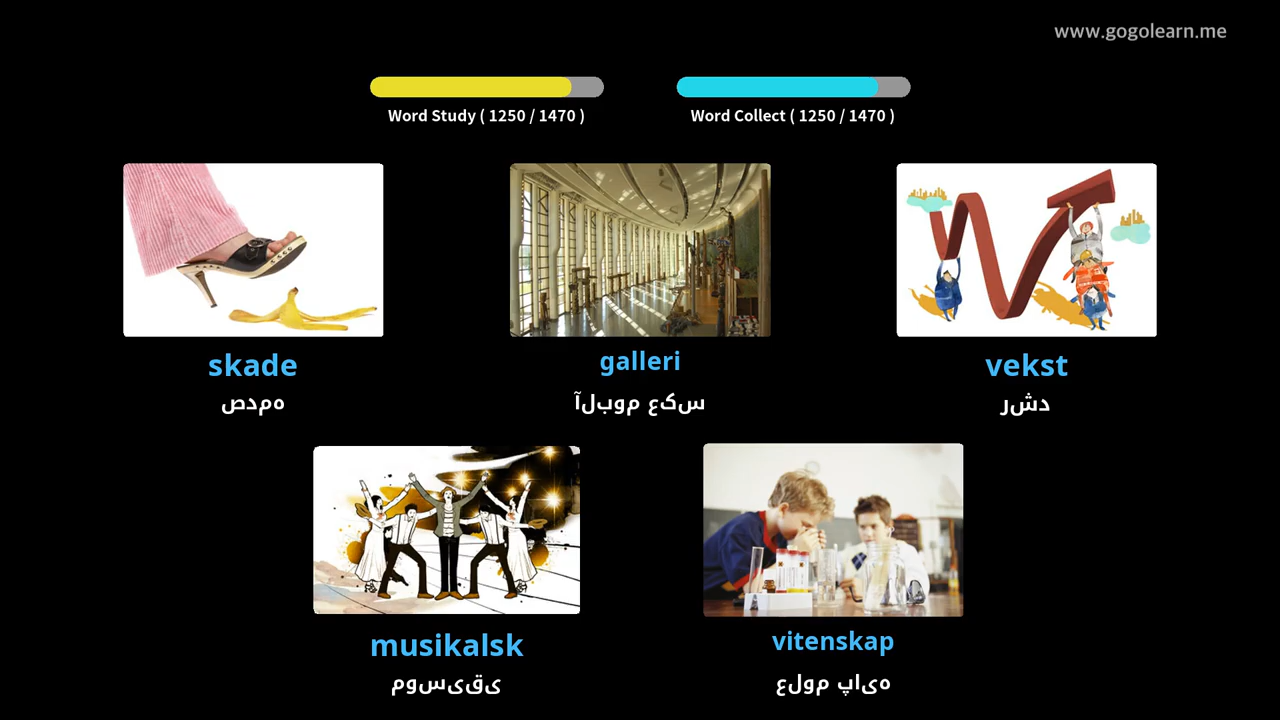 www.gogolearn.me
Word Study ( 1250 / 1470 )
Word Collect ( 1250 / 1470 )
skade
صدمه
galleri
آلبوم عکس
vekst
رشد
musikalsk
موسیقی
vitenskap
علوم پایه